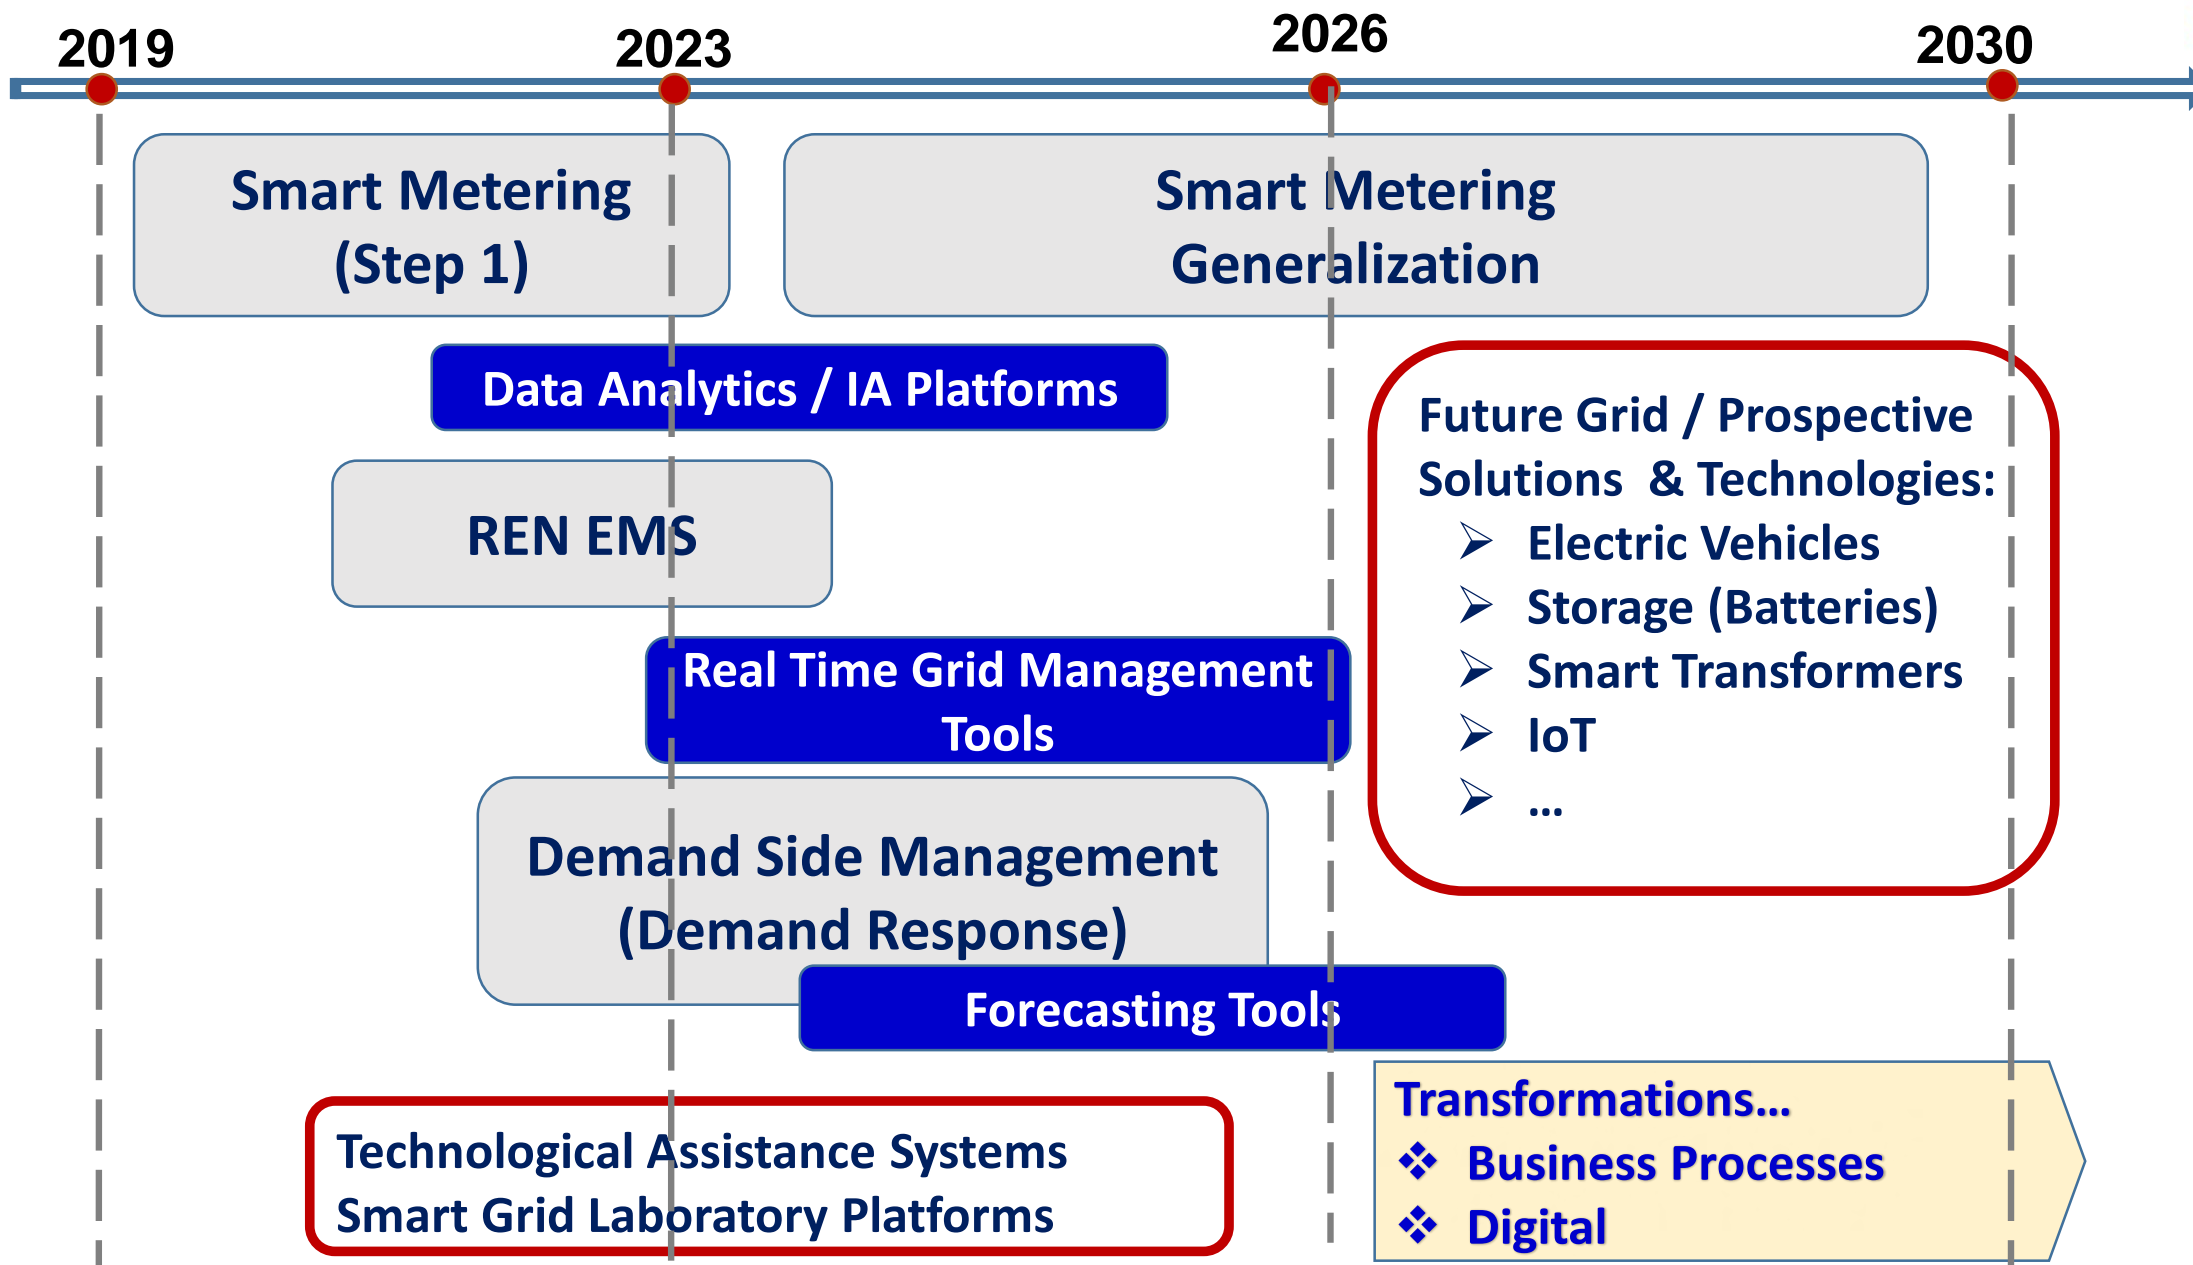 2019
2023
2026
2030
Smart Metering
(Step 1)
Smart Metering
Generalization
Data Analytics / IA Platforms
Future Grid / Prospective
Solutions & Technologies:
Electric Vehicles
Storage (Batteries)
Smart Transformers
IoT
...
REN EMS
Real Time Grid Management
Tools
Demand Side Management
(Demand Response)
Forecasting Tools
Technological Assistance Systems
Smart Grid Laboratory Platforms
Transformations...
Business Processes
Digital